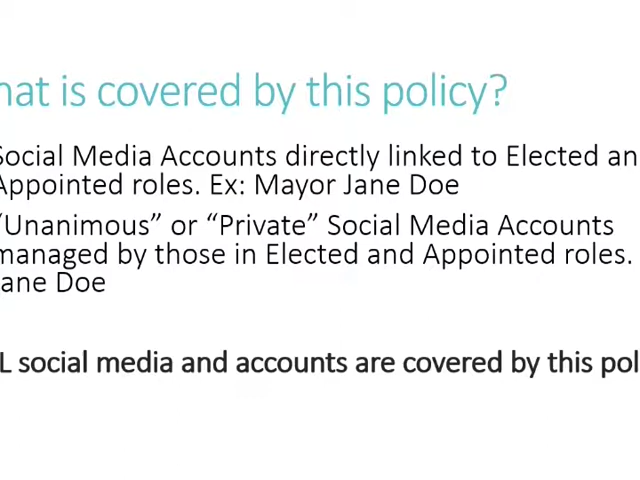 hat is covered by this policy?
Social Media Accounts directly linked to Elected an
Appointed roles. Ex: Mayor Jane Doe
“Unanimous” or “Private” Social Media Accounts
managed by those in Elected and Appointed roles.
Jane Doe
L social media and accounts are covered by this pol